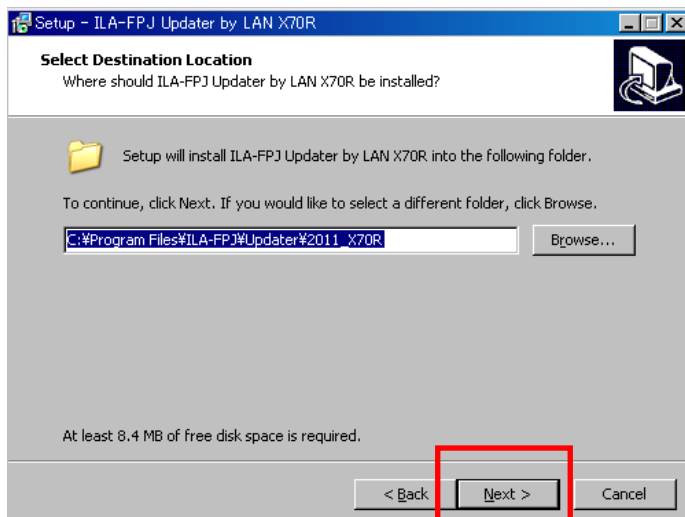 Setup - ILA-FPJ Updater by LAN X70R
Select Destination Location
Where should ILA-FPJ Updater by LAN X70R be installed?
Setup will install ILA-FPJ Updater by LAN X70R into the following folder.
To continue, click Next. If you would like to select a different folder, click Browse.
C:¥Program Files¥ILA-FPJ¥Updater¥2011_X70R
Browse...
At least 8.4 MB of free disk space is required.
< Back
Next >
Cancel